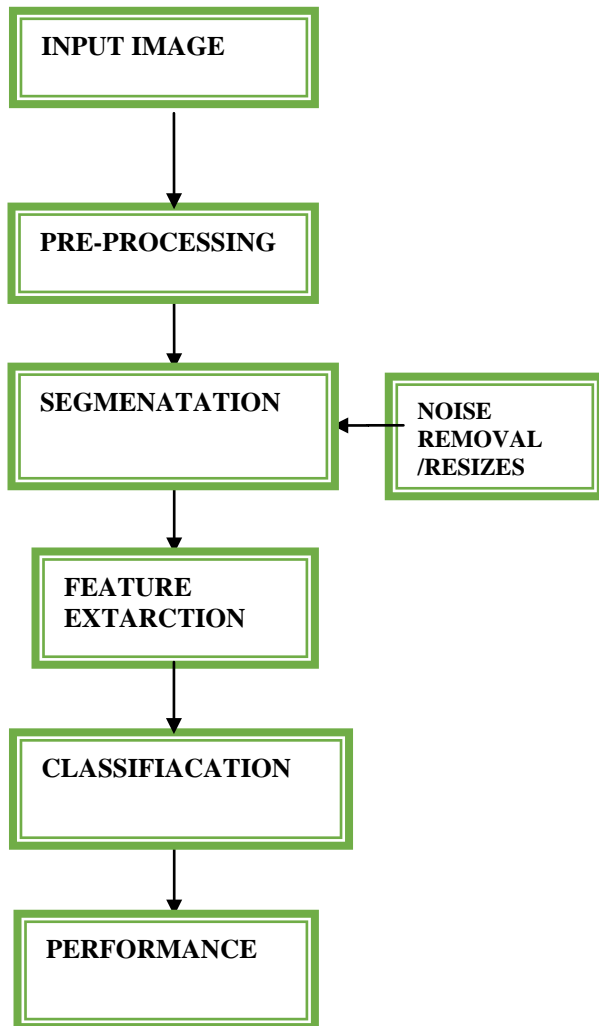 INPUT IMAGE
PRE-PROCESSING
SEGMENATATION
NOISE
REMOVAL
/RESIZES
FEATURE
EXTARCTION
CLASSIFIACATION
PERFORMANCE